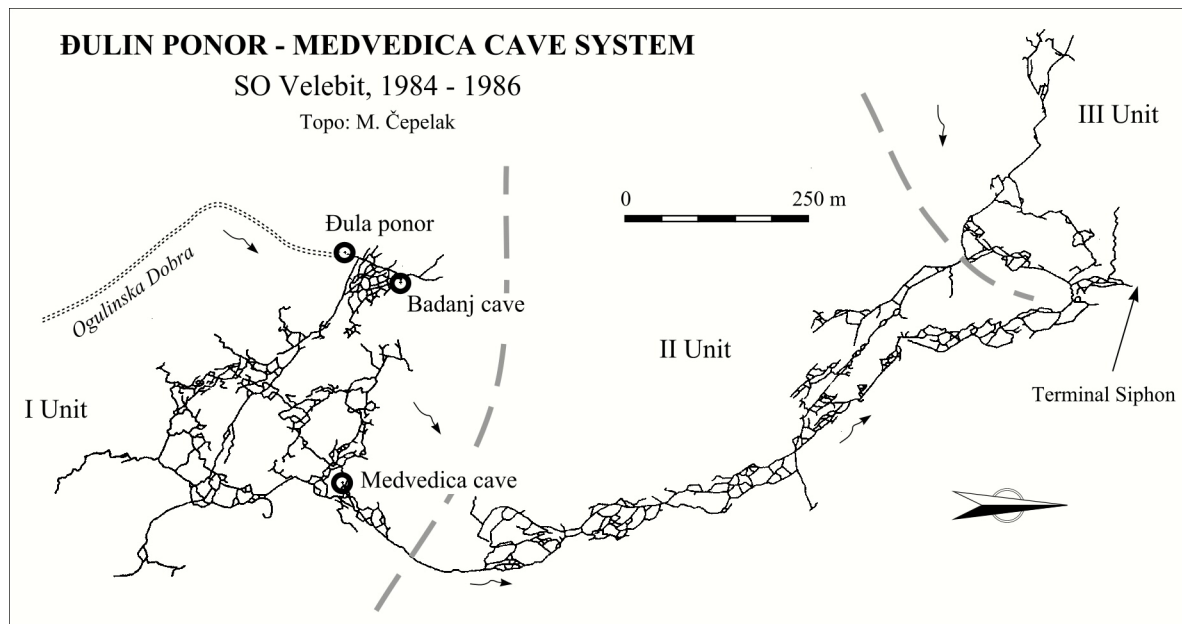 ĐULIN PONOR - MEDVEDICA CAVE SYSTEM
SO Velebit, 1984 - 1986
Topo: M. Čepelak
III Unit
0 250 m
Đula ponor
Ogulinska Dobra
Badanj cave
II Unit
Terminal Siphon
I Unit
Medvedica cave